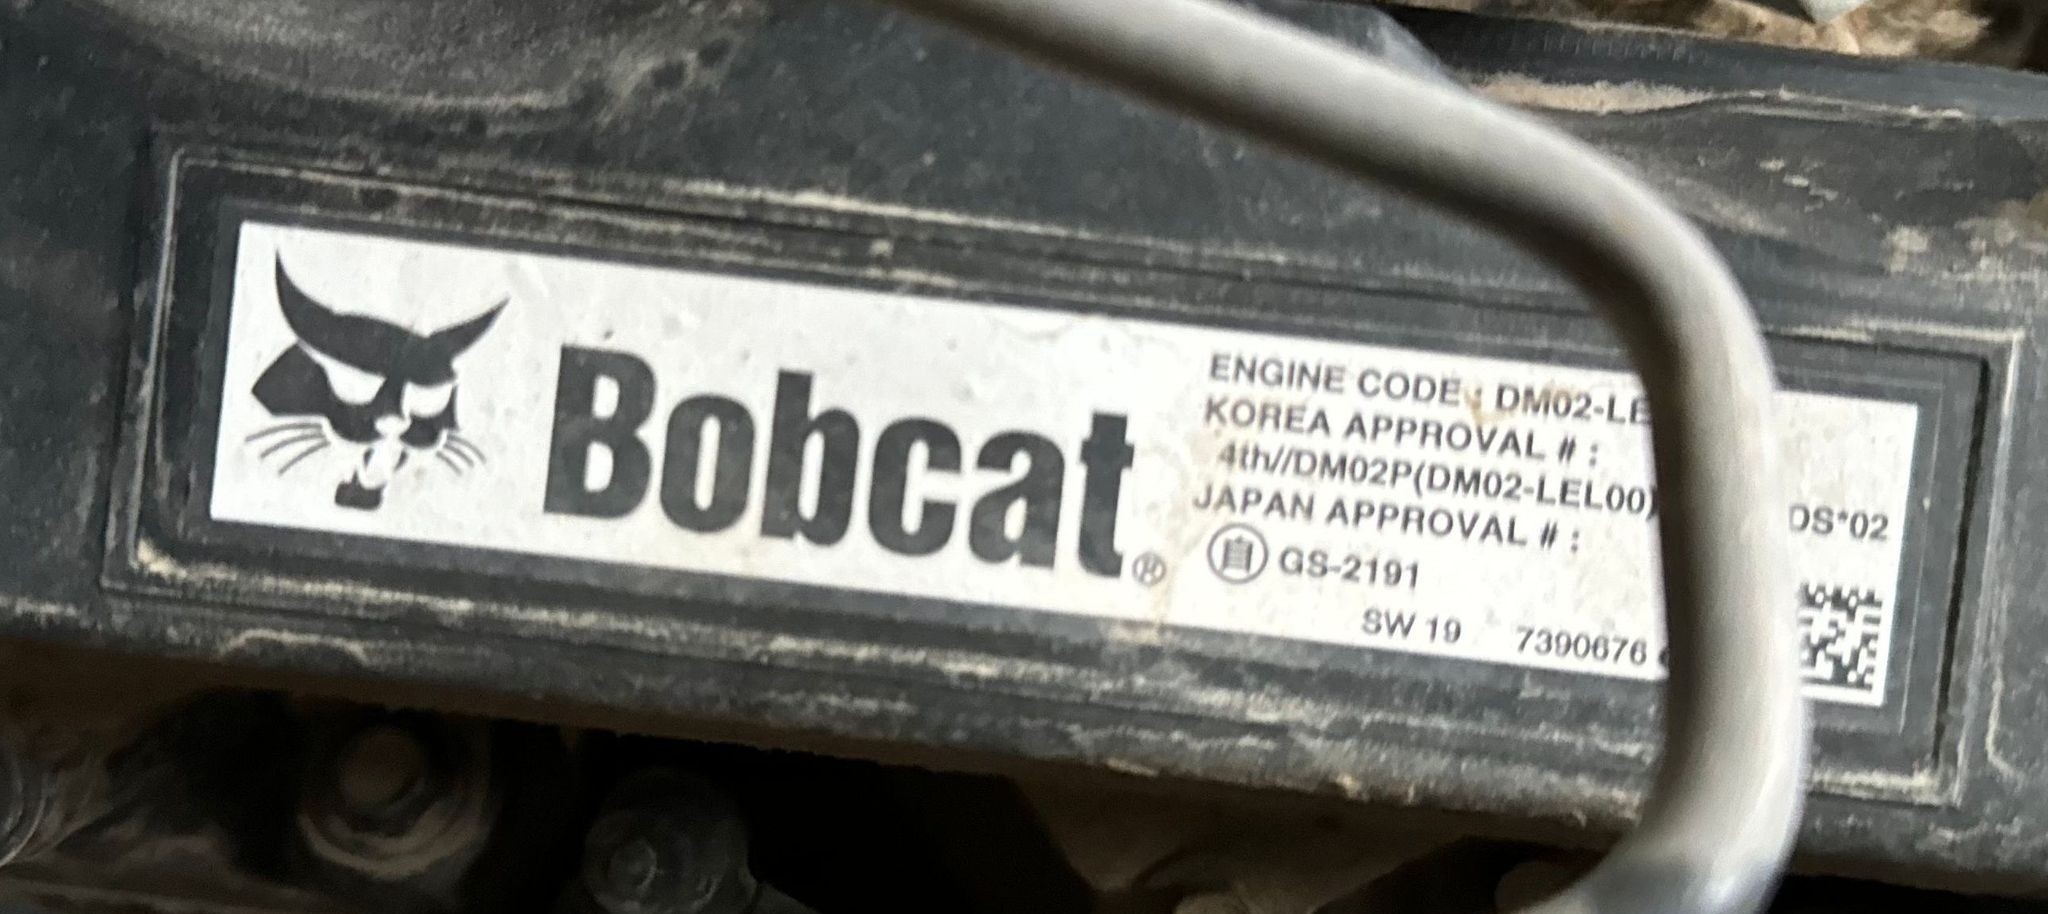 Bobcat®
ENGINE CODE : DM02-LE
KOREA APPROVAL # :
4th//DM02P(DM02-LEL00) DS*02
JAPAN APPROVAL # :
自 GS-2191
SW 19 7390676